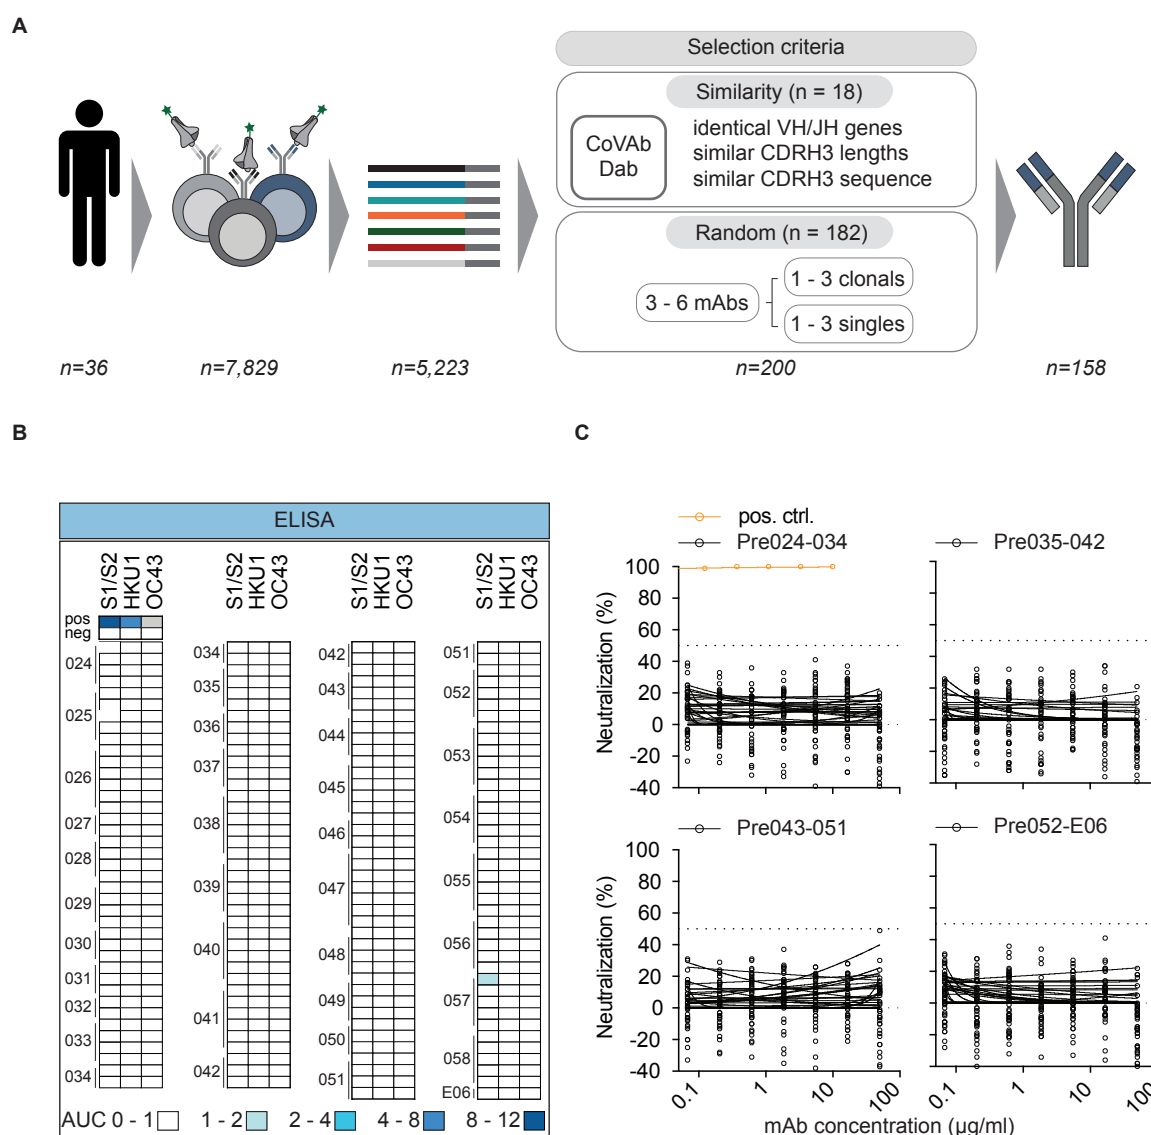 A
Selection criteria
Similarity (n = 18)
CoVAb
Dab
identical VH/JH genes
similar CDRH3 lengths
similar CDRH3 sequence
Random (n = 182)
3 - 6 mAbs
1 - 3 clonals
1 - 3 singles
n=36
n=7,829
n=5,223
n=200
n=158
B
ELISA
S1/S2
HKU1
OC43
S1/S2
HKU1
OC43
S1/S2
HKU1
OC43
S1/S2
HKU1
OC43
pos
neg
024
025
026
027
028
029
030
031
032
033
034
034
035
036
037
038
039
040
041
042
042
043
044
045
046
047
048
049
050
051
051
052
053
054
055
056
057
058
E06
AUC 0 - 1
1 - 2
2 - 4
4 - 8
8 - 12
C
pos. ctrl.
Pre024-034
Pre035-042
Neutralization (%)
100
80
60
40
20
0
-20
-40
Pre043-051
Pre052-E06
Neutralization (%)
100
80
60
40
20
0
-20
-40
0.1
1
10
100
0.1
1
10
100
mAb concentration (µg/ml)